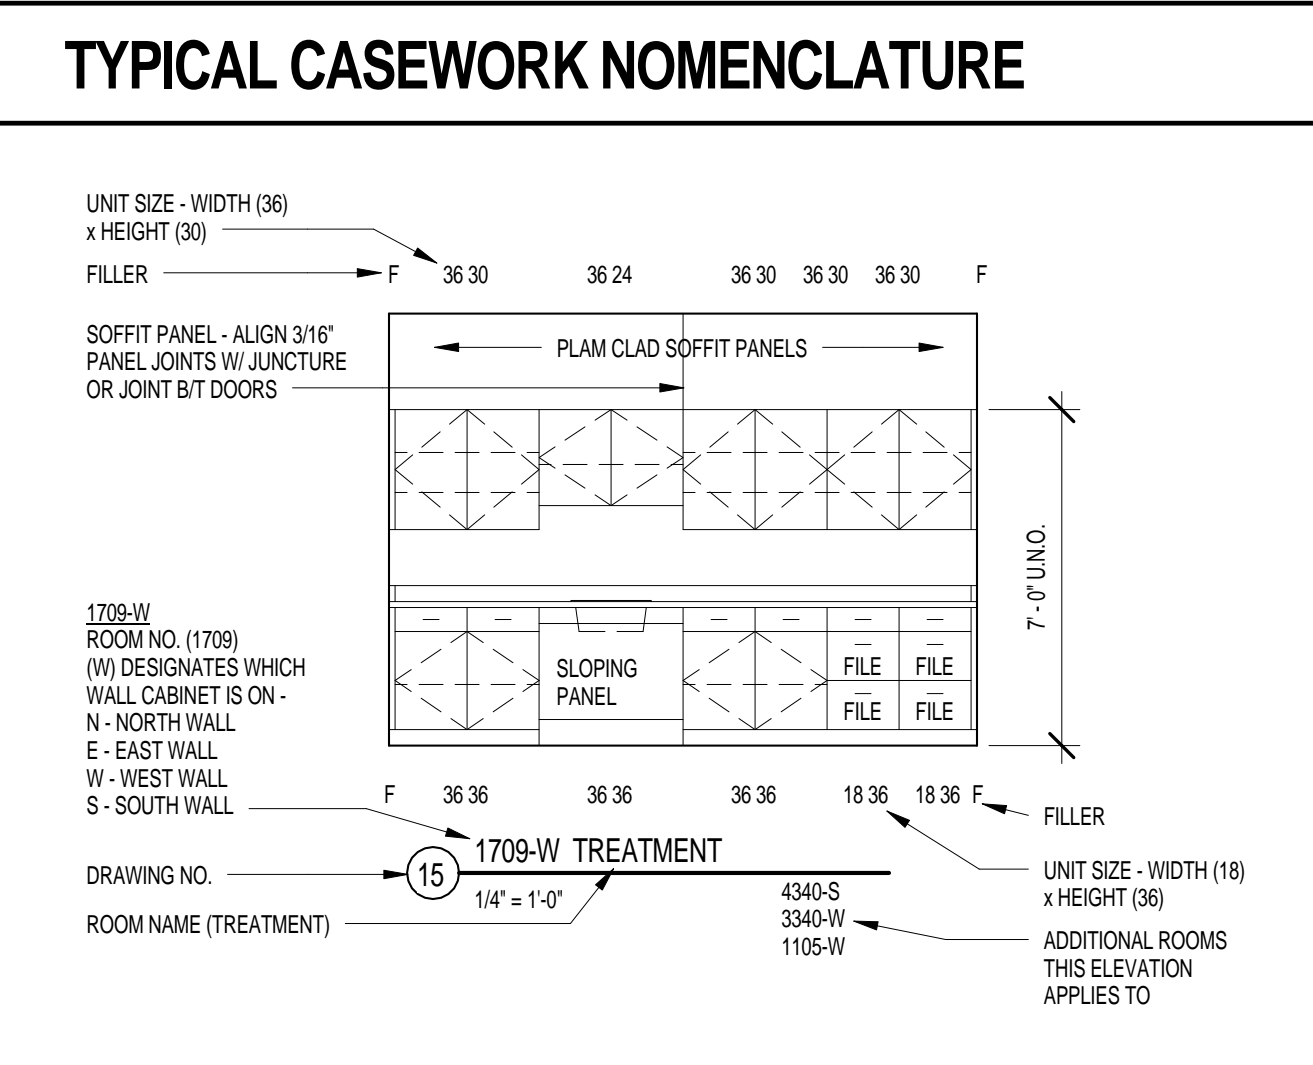 TYPICAL CASEWORK NOMENCLATURE
UNIT SIZE - WIDTH (36)
x HEIGHT (30)
FILLER
F 36 30 36 24 36 30 36 30 36 30 F
SOFFIT PANEL - ALIGN 3/16"
PANEL JOINTS W/ JUNCTURE
OR JOINT B/T DOORS
PLAM CLAD SOFFIT PANELS
7' - 0" U.N.O.
1709-W
ROOM NO. (1709)
(W) DESIGNATES WHICH
WALL CABINET IS ON -
N - NORTH WALL
E - EAST WALL
W - WEST WALL
S - SOUTH WALL
SLOPING
PANEL
FILE FILE
FILE FILE
F 36 36 36 36 36 36 18 36 18 36 F
FILLER
1709-W TREATMENT
DRAWING NO.
15
1/4" = 1'-0"
ROOM NAME (TREATMENT)
4340-S
3340-W
1105-W
UNIT SIZE - WIDTH (18)
x HEIGHT (36)
ADDITIONAL ROOMS
THIS ELEVATION
APPLIES TO